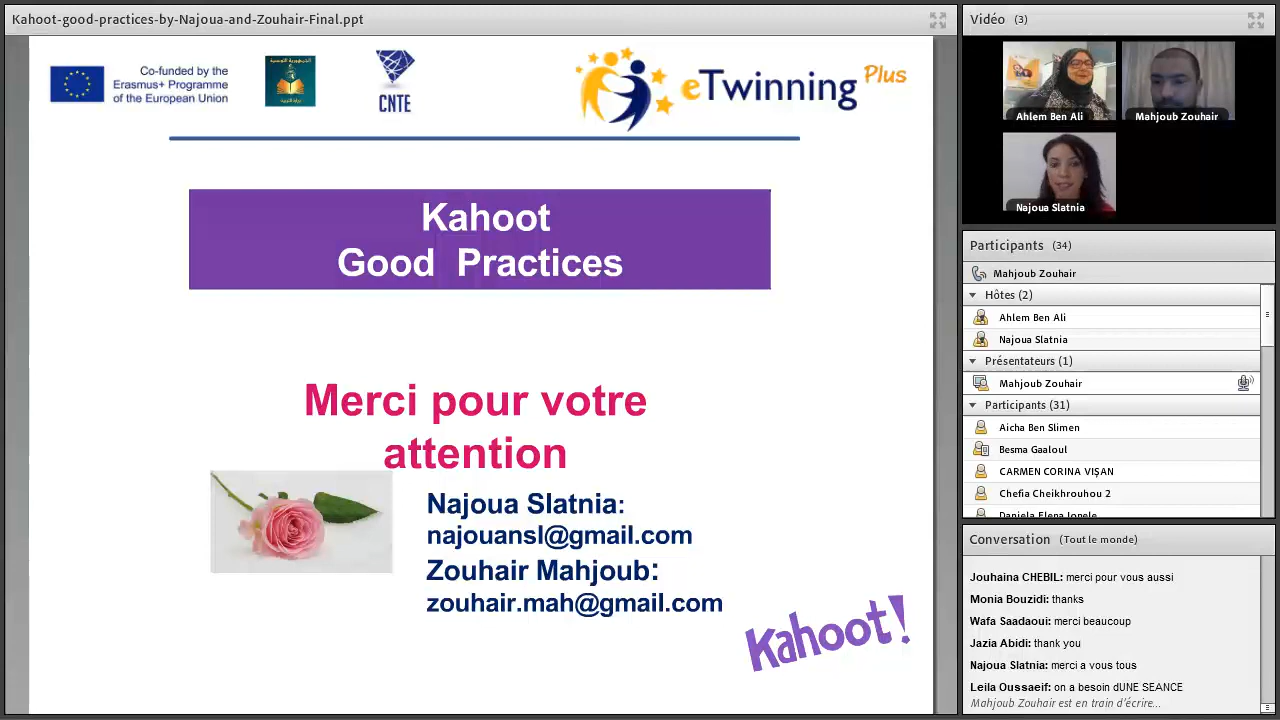 Kahoot-good-practices-by-Najoua-and-Zouhair-Final.ppt
Co-funded by the
Erasmus+ Programme
of the European Union
CNTE
eTwinning Plus
Kahoot
Good Practices
Merci pour votre
attention
Najoua Slatnia:
najouansl@gmail.com
Zouhair Mahjoub:
zouhair.mah@gmail.com
Kahoot!
Vidéo (3)
Ahlem Ben Ali
Mahjoub Zouhair
Najoua Slatnia
Participants (34)
Mahjoub Zouhair
Hôtes (2)
Ahlem Ben Ali
Najoua Slatnia
Présentateurs (1)
Mahjoub Zouhair
Participants (31)
Aicha Ben Slimen
Besma Gaaloul
CARMEN CORINA VIŞAN
Chefia Cheikhrouhou 2
Daniela Elena Ionele
Conversation (Tout le monde)
Jouhaina CHEBIL: merci pour vous aussi
Monia Bouzidi: thanks
Wafa Saadaoui: merci beaucoup
Jazia Abidi: thank you
Najoua Slatnia: merci a vous tous
Leila Oussaeif: on a besoin dUNE SEANCE
Mahjoub Zouhair est en train d'écrire...